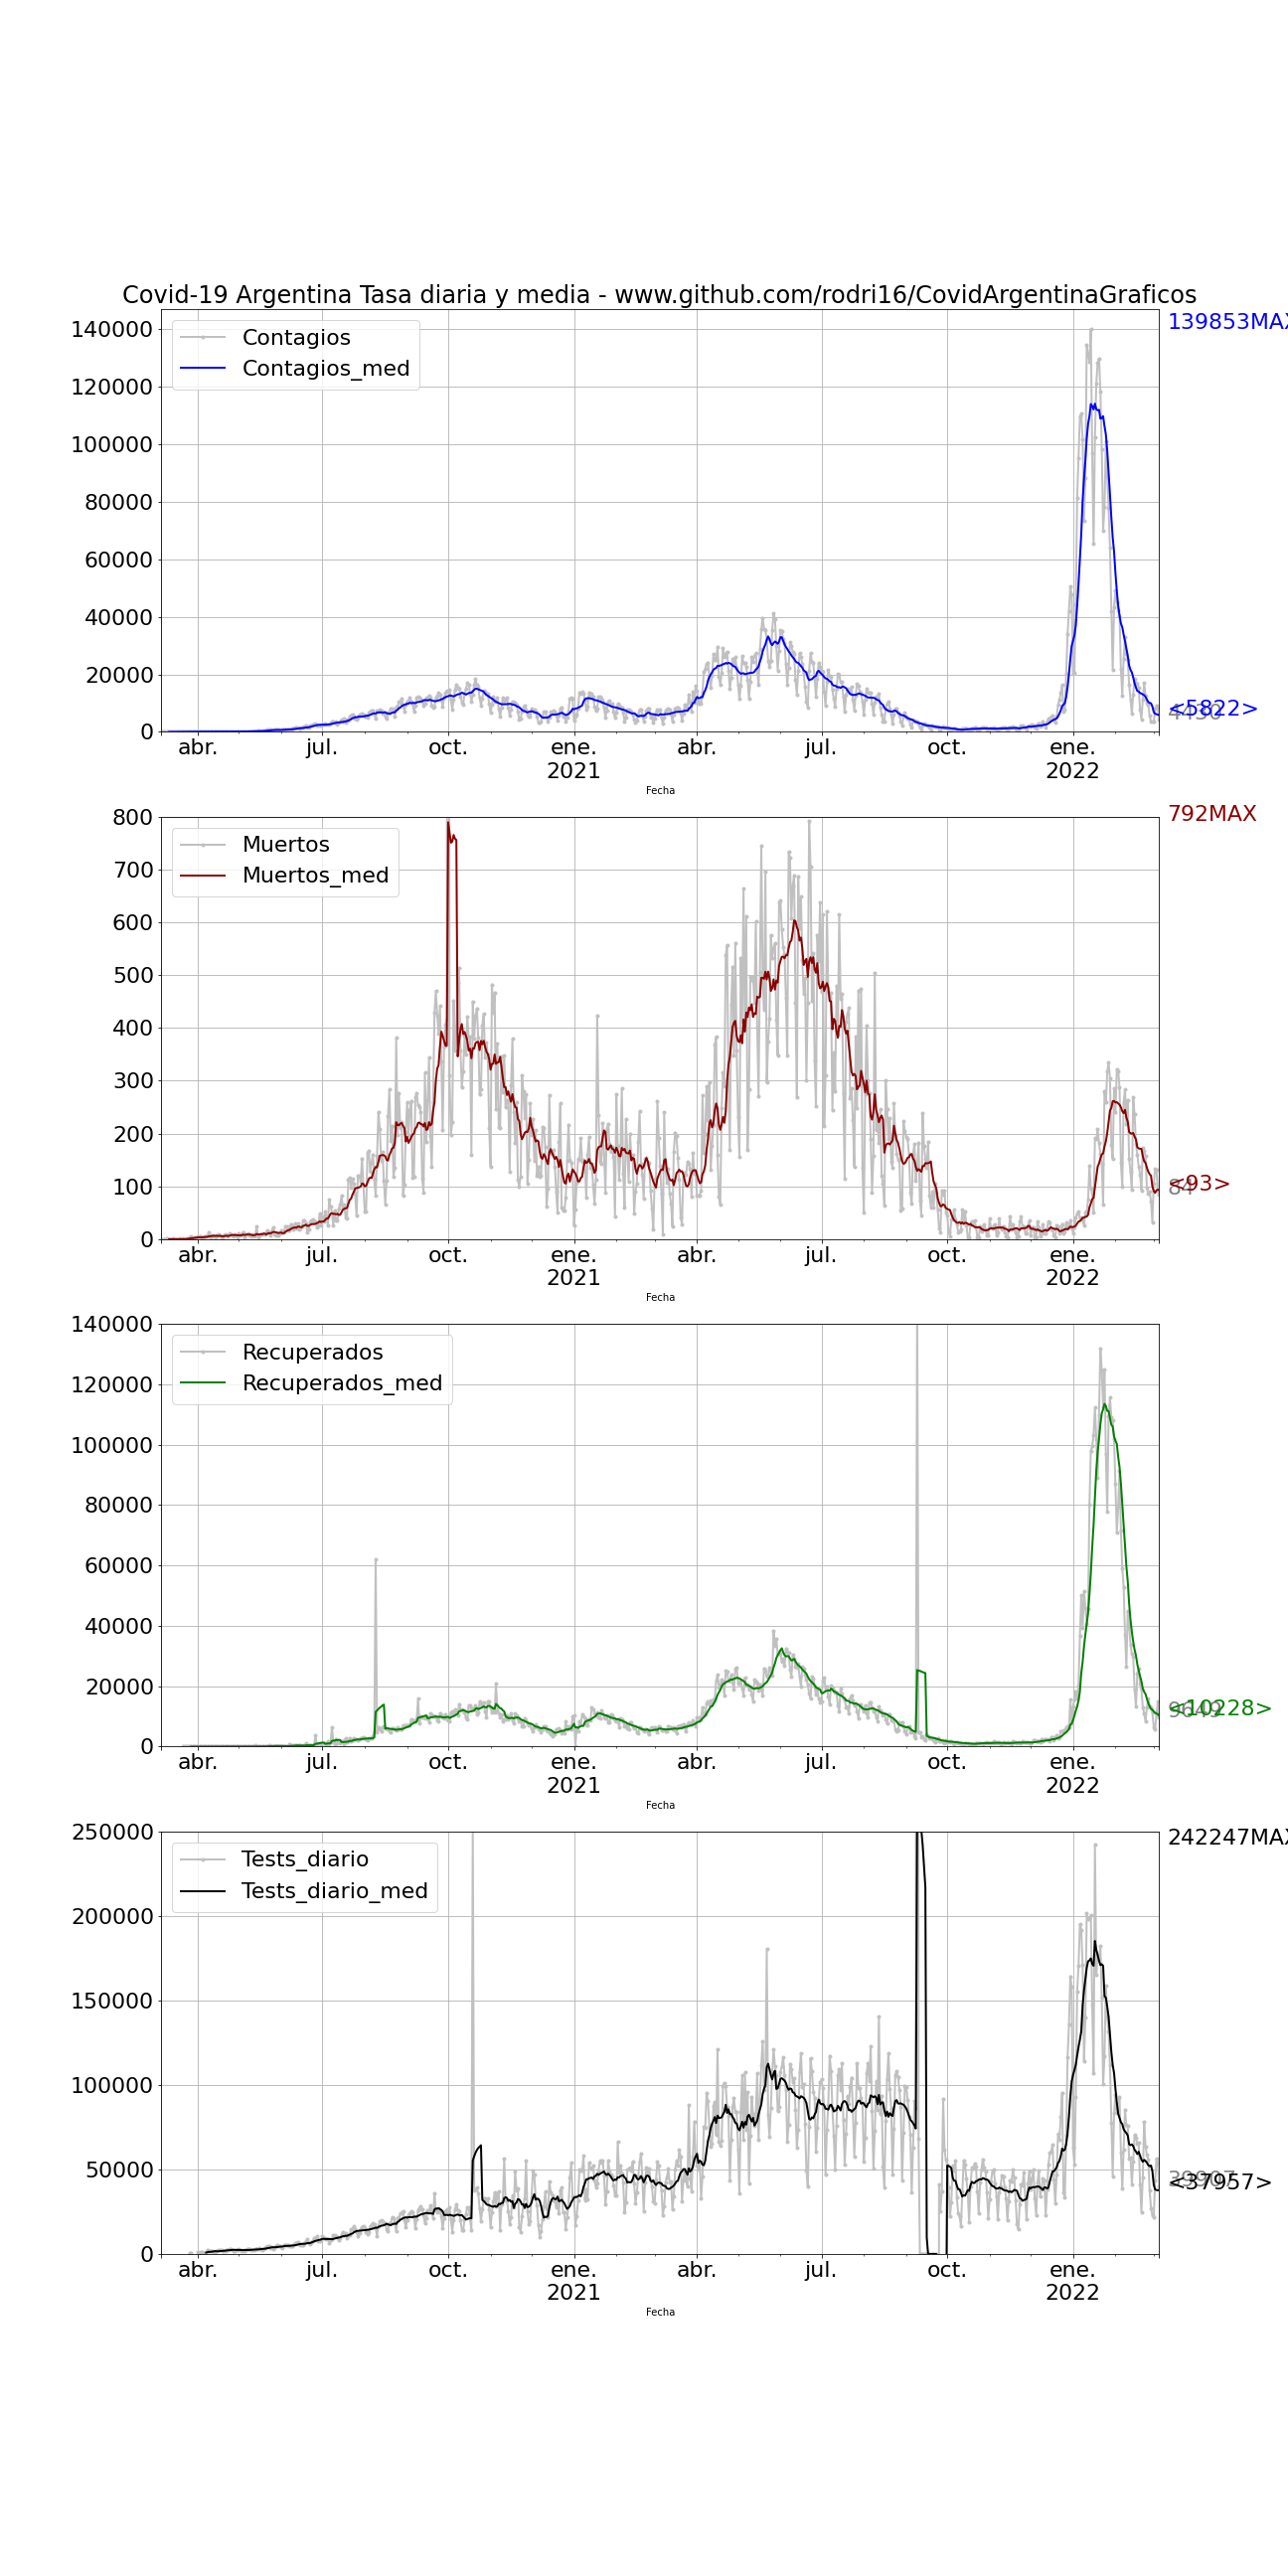 Covid-19 Argentina Tasa diaria y media - www.github.com/rodri16/CovidArgentinaGraficos
139853MAX
140000
120000
100000
80000
60000
40000
20000
0
Contagios
Contagios_med
<5822>
abr.
jul.
oct.
ene.
2021
abr.
jul.
oct.
ene.
2022
Fecha
792MAX
800
700
600
500
400
300
200
100
0
Muertos
Muertos_med
<93>
abr.
jul.
oct.
ene.
2021
abr.
jul.
oct.
ene.
2022
Fecha
140000
120000
100000
80000
60000
40000
20000
0
Recuperados
Recuperados_med
<10228>
abr.
jul.
oct.
ene.
2021
abr.
jul.
oct.
ene.
2022
Fecha
242247MAX
250000
200000
150000
100000
50000
0
Tests_diario
Tests_diario_med
<37957>
abr.
jul.
oct.
ene.
2021
abr.
jul.
oct.
ene.
2022
Fecha